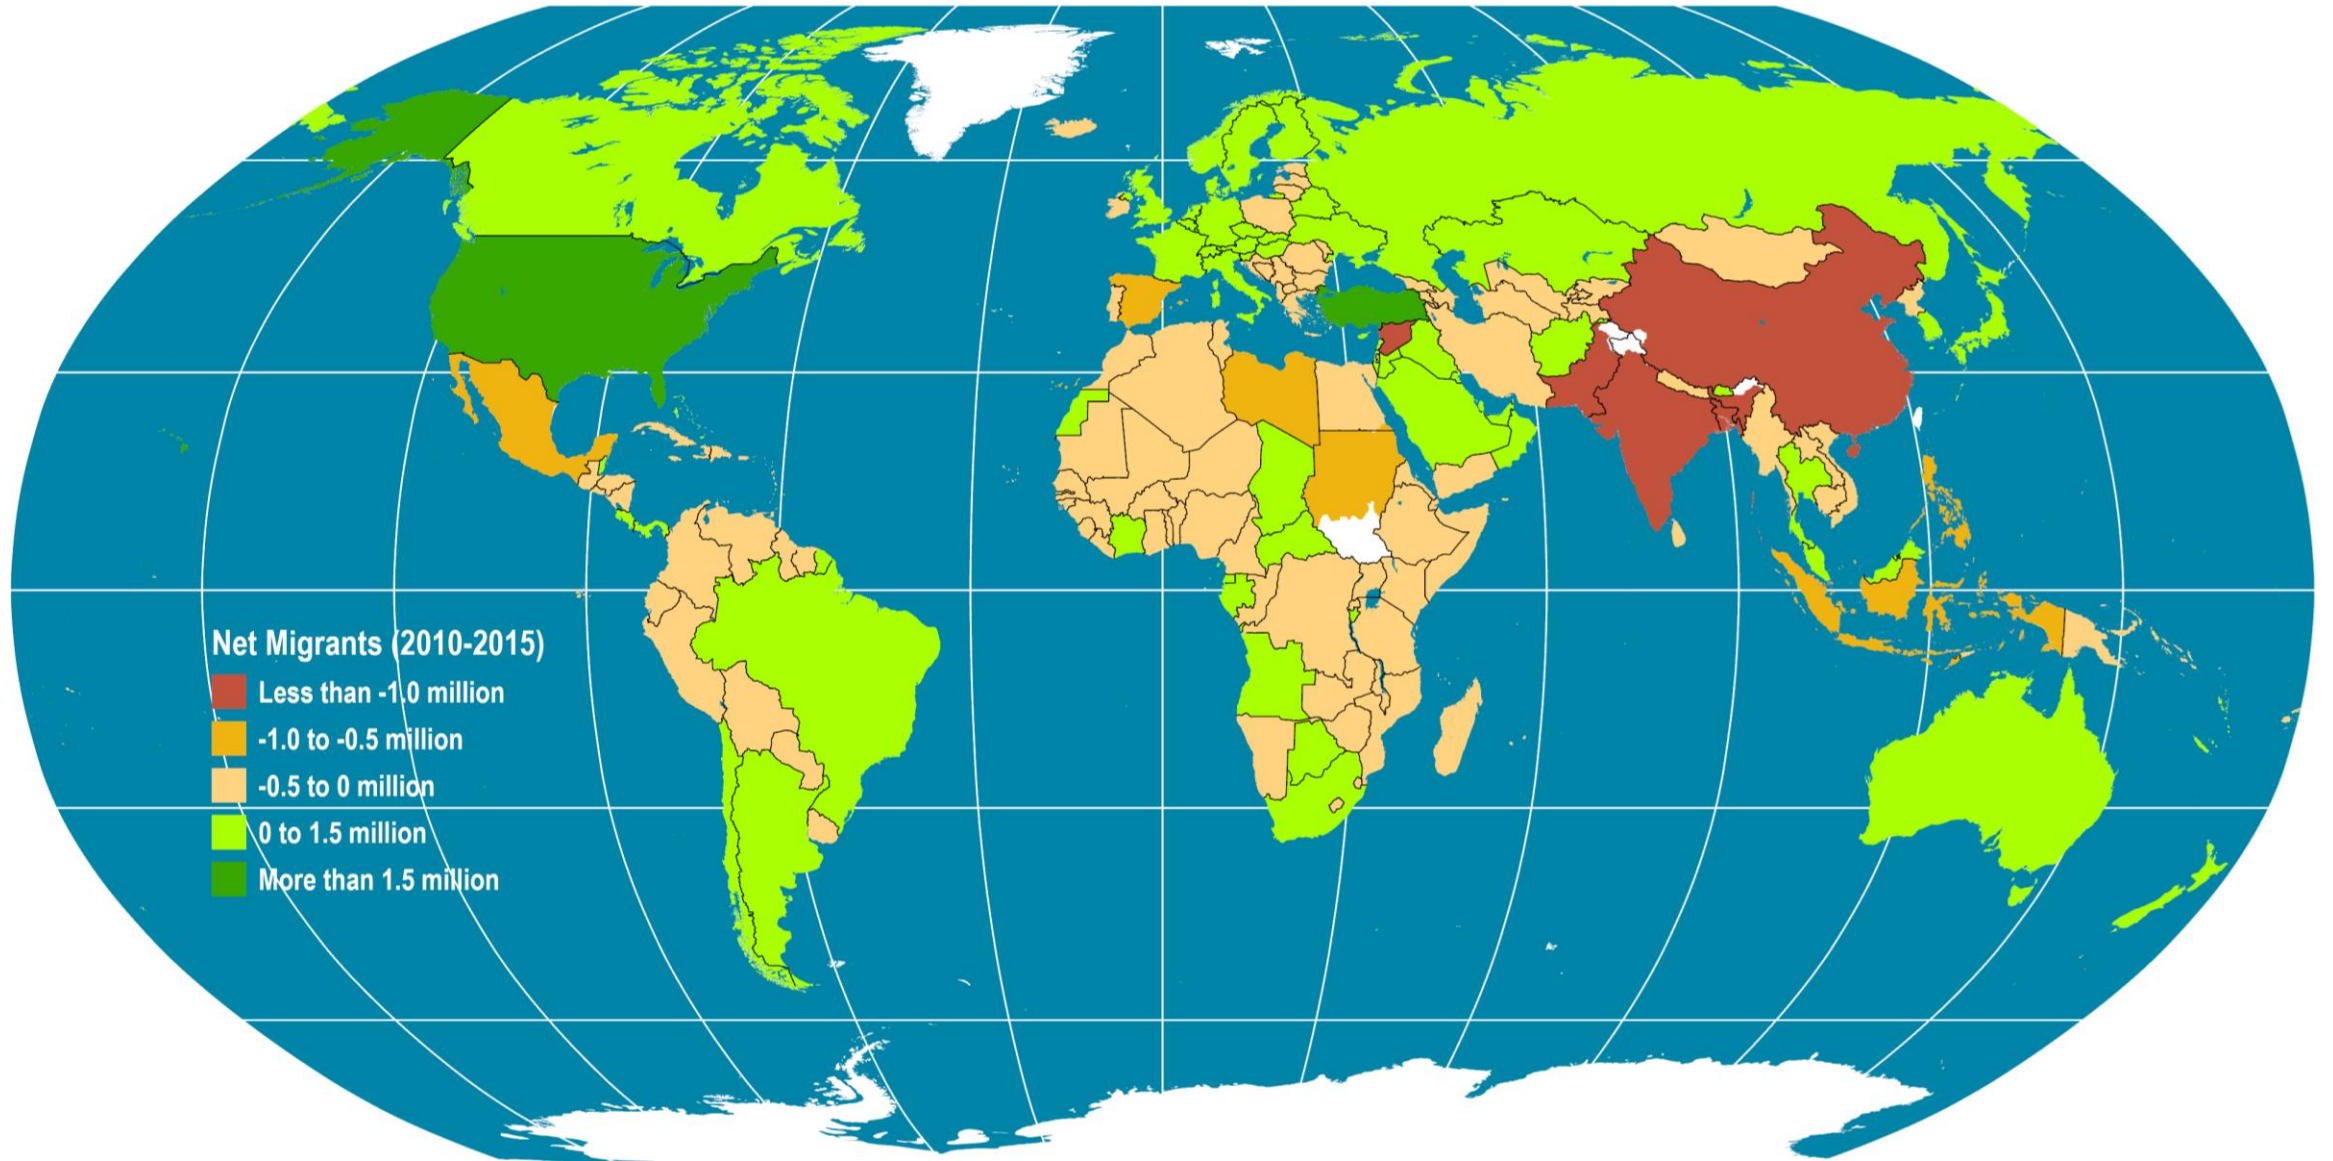 Net Migrants (2010-2015)
Less than -1.0 million
-1.0 to -0.5 million
-0.5 to 0 million
0 to 1.5 million
More than 1.5 million